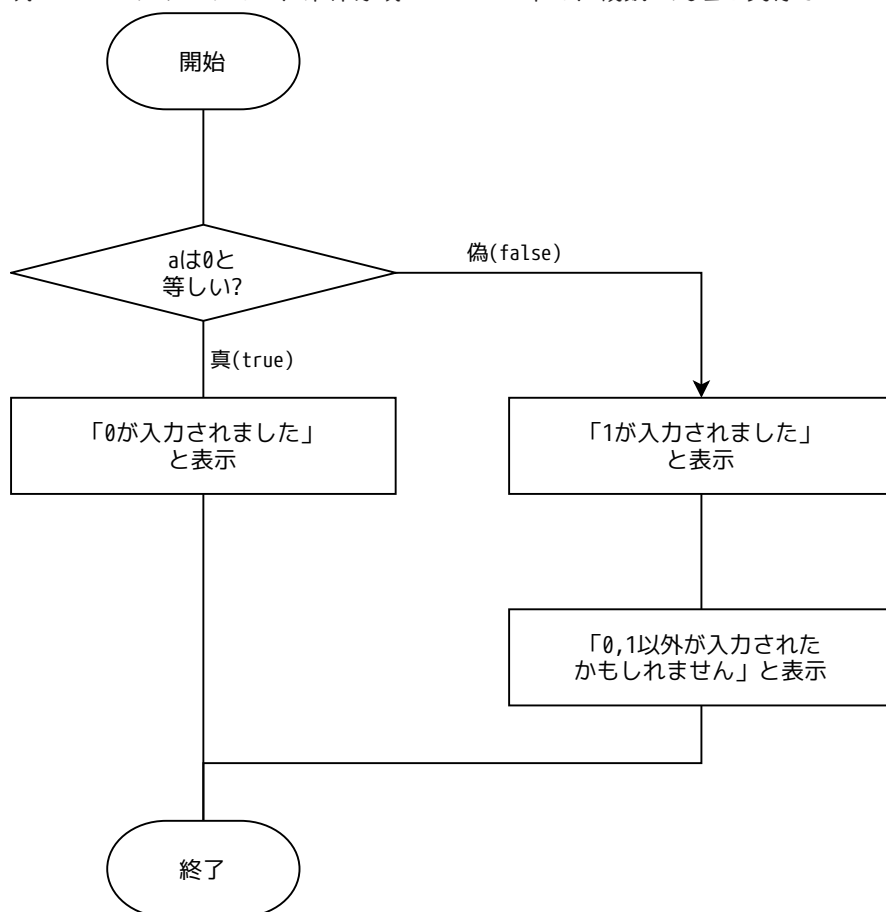 開始
aは0と
等しい?
偽(false)
真(true)
「0が入力されました」
と表示
「1が入力されました」
と表示
「0,1以外が入力された
かもしれません」と表示
終了